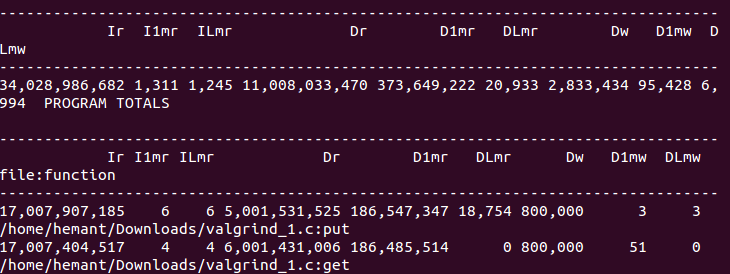 --------------------------------------------------------------------------------
Ir I1mr ILmr Dr D1mr DLmr Dw D1mw D
Lmw
--------------------------------------------------------------------------------
34,028,986,682 1,311 1,245 11,008,033,470 373,649,222 20,933 2,833,434 95,428 6,
994 PROGRAM TOTALS
--------------------------------------------------------------------------------
Ir I1mr ILmr Dr D1mr DLmr Dw D1mw DLmw
file:function
--------------------------------------------------------------------------------
17,007,907,185 6 6 5,001,531,525 186,547,347 18,754 800,000 3 3
/home/hemant/Downloads/valgrind_1.c:put
17,007,404,517 4 4 6,001,431,006 186,485,514 0 800,000 51 0
/home/hemant/Downloads/valgrind_1.c:get